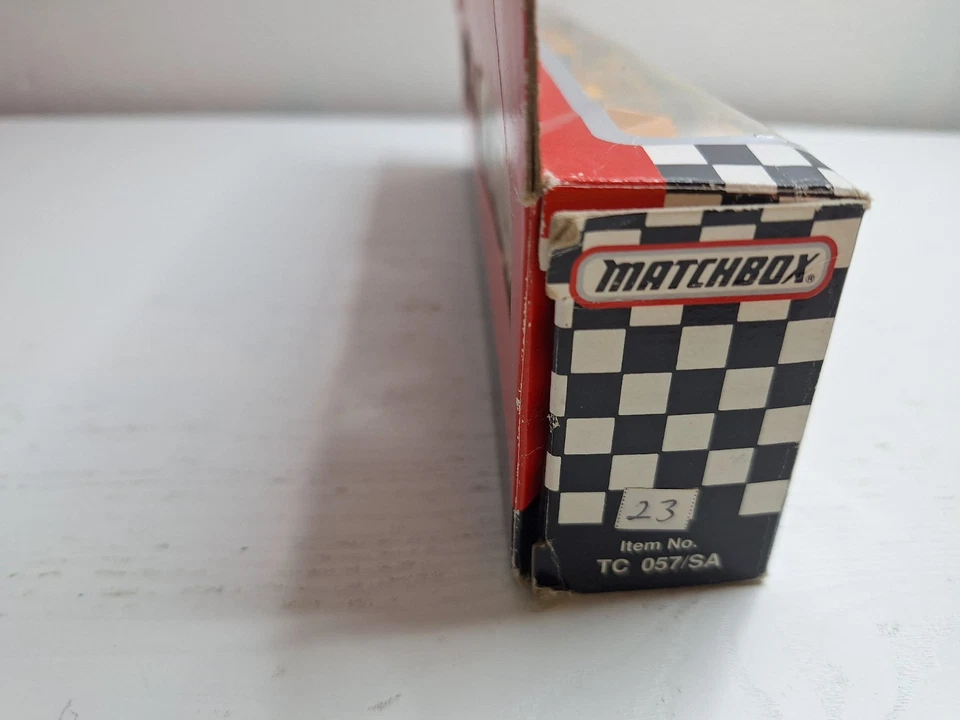 MATCHBOX®
23
Item No.
TC 057/SA